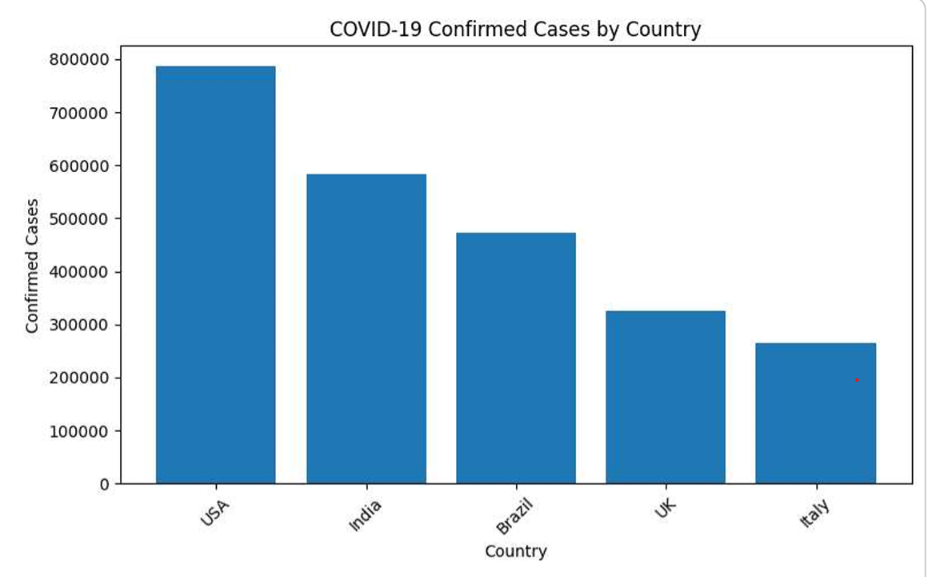 COVID-19 Confirmed Cases by Country
Confirmed Cases
800000
700000
600000
500000
400000
300000
200000
100000
0
USA
India
Brazil
UK
Italy
Country